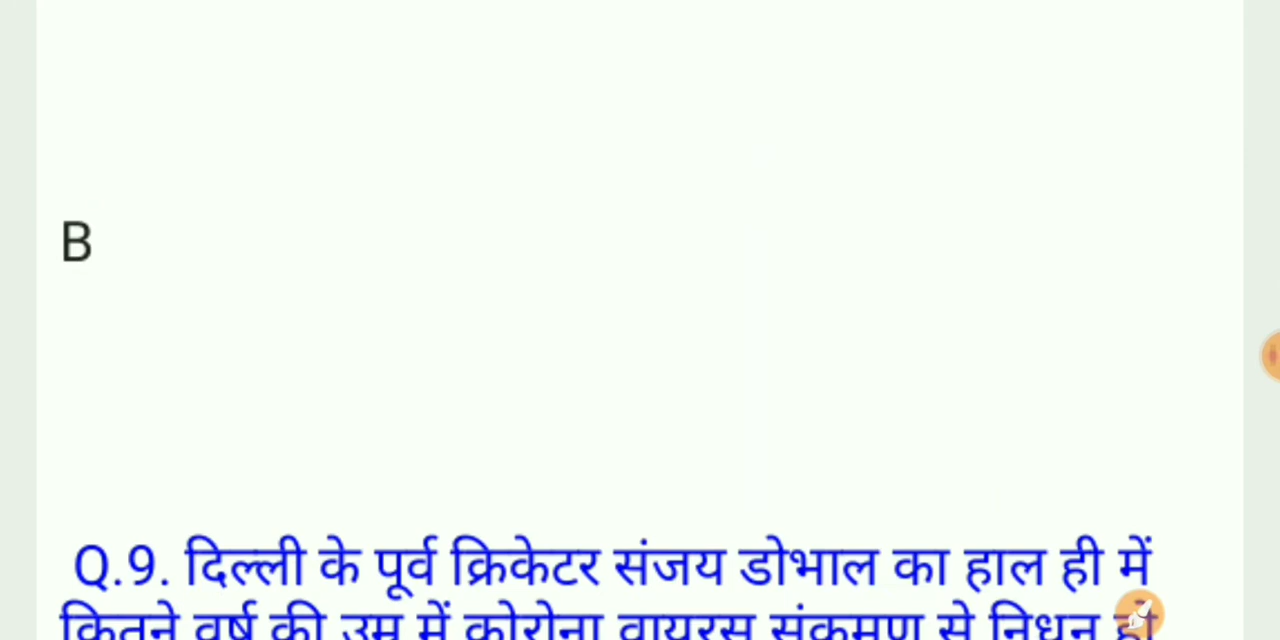 B
Q.9. दिल्ली के पूर्व क्रिकेटर संजय डोभाल का हाल ही में
कितने वर्ष की उम्र में कोरोना वायरस संक्रमण से निधन हो